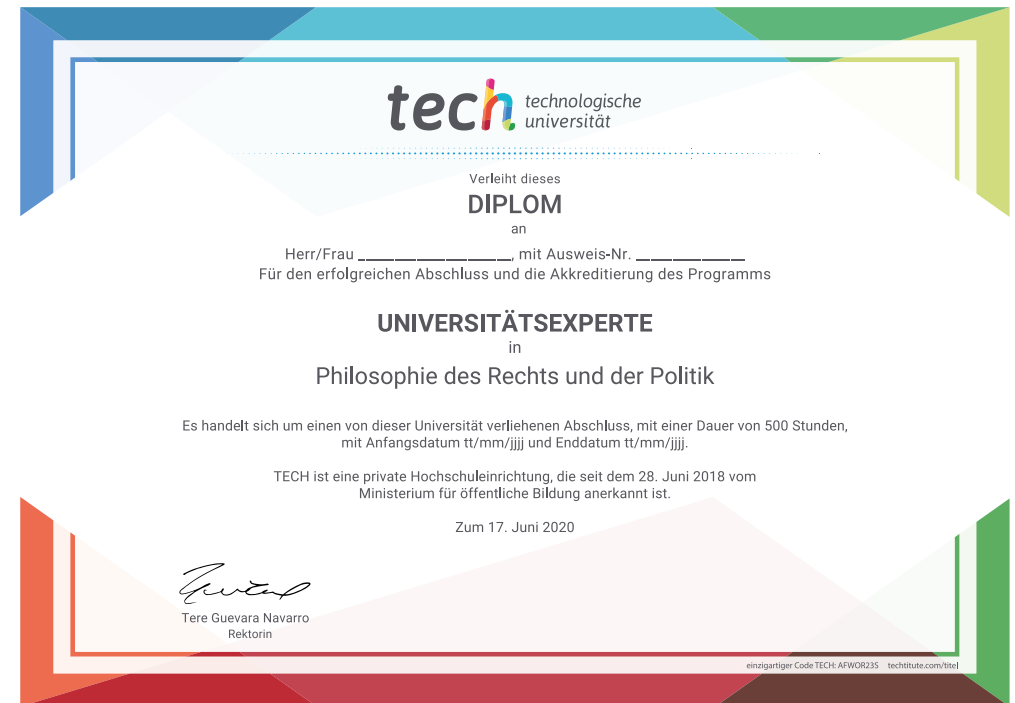 tech technologische
universität
Verleiht dieses
DIPLOM
an
Herr/Frau ____________________, mit Ausweis-Nr. ______________
Für den erfolgreichen Abschluss und die Akkreditierung des Programms
UNIVERSITÄTSEXPERTE
in
Philosophie des Rechts und der Politik
Es handelt sich um einen von dieser Universität verliehenen Abschluss, mit einer Dauer von 500 Stunden,
mit Anfangsdatum tt/mm/jjjj und Enddatum tt/mm/jjjj.
TECH ist eine private Hochschuleinrichtung, die seit dem 28. Juni 2018 vom
Ministerium für öffentliche Bildung anerkannt ist.
Zum 17. Juni 2020
Tere Guevara Navarro
Rektorin
einzigartiger Code TECH: AFWOR23S techtitute.com/titel